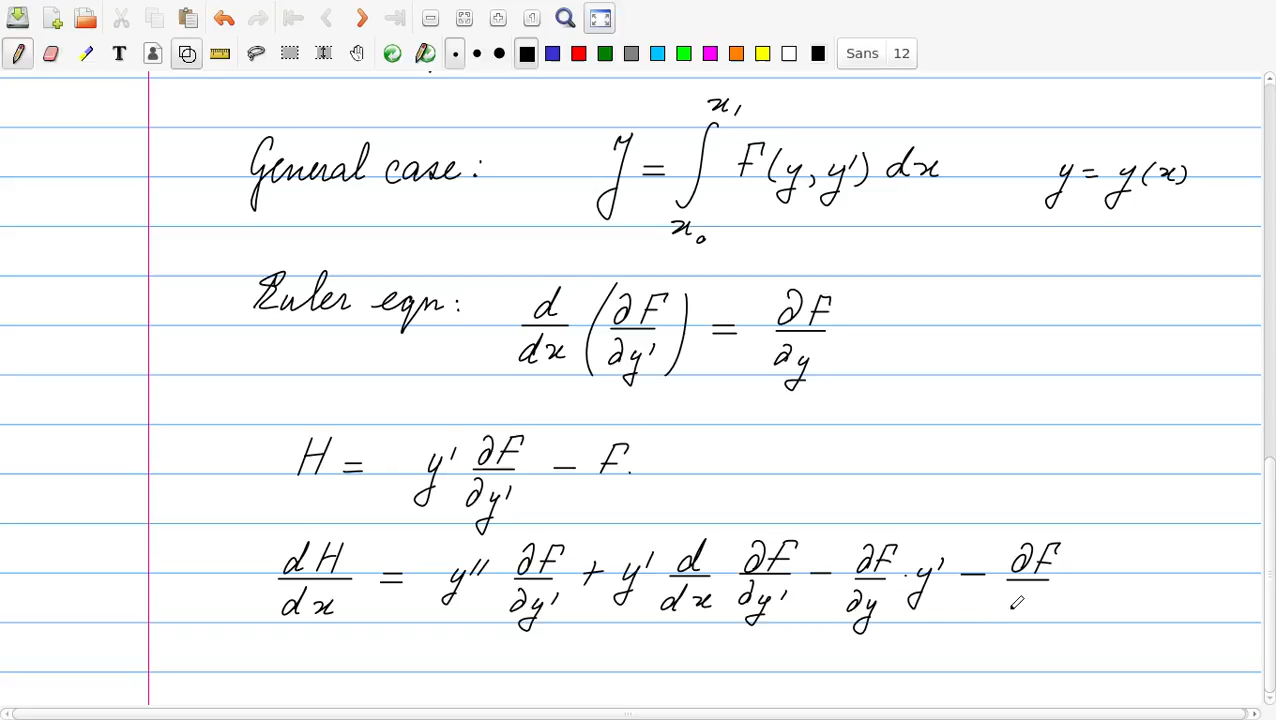 Sans 12
General case: J = ∫_{x₀}^{x₁} F(y, y') dx y = y(x)
Euler eqn: d/dx (∂F/∂y') = ∂F/∂y
H = y' ∂F/∂y' − F.
dH/dx = y'' ∂F/∂y' + y' d/dx ∂F/∂y' − ∂F/∂y · y' − ∂F/